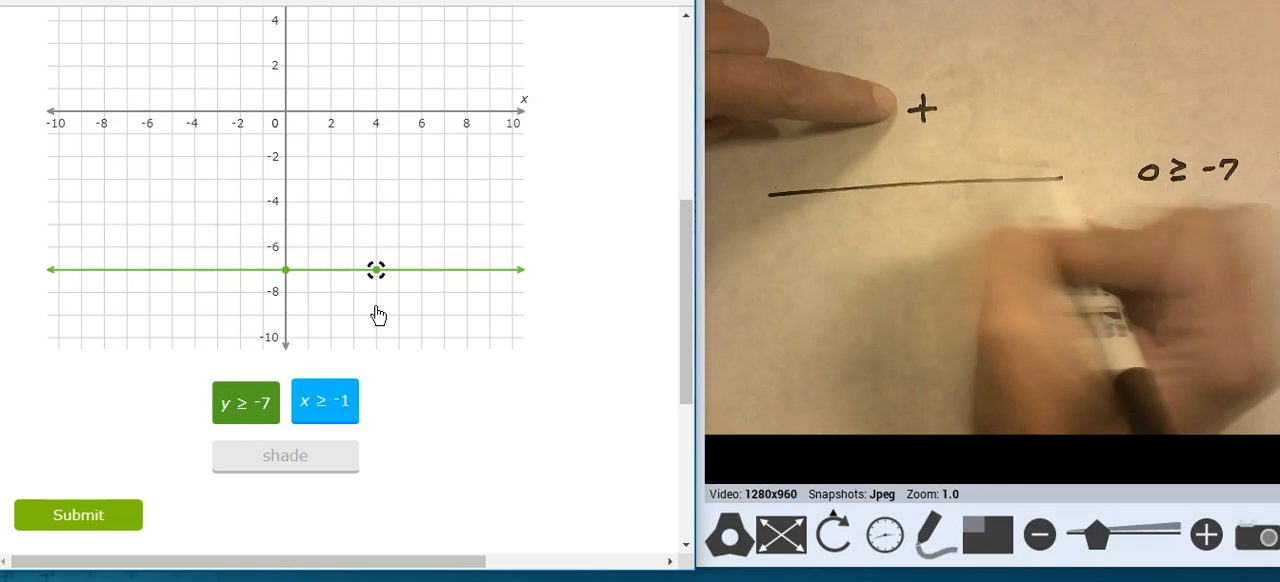 4
2
x
-10 -8 -6 -4 -2 0 2 4 6 8 10
-2
-4
-6
-8
-10
y ≥ -7 x ≥ -1
shade
Submit
+
0 ≥ -7
Video: 1280x960 Snapshots: Jpeg Zoom: 1.0